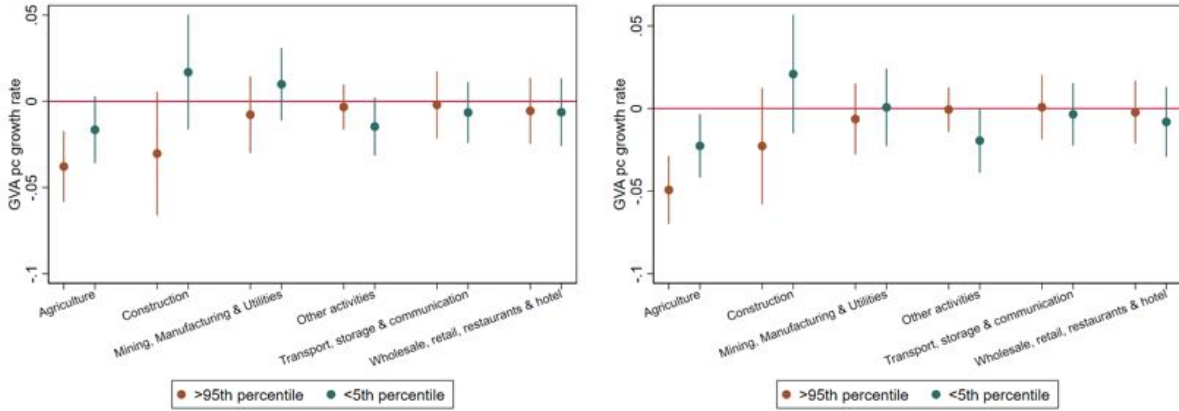 GVA pc growth rate
.05
0
-.05
-.1
Agriculture
Construction
Mining, Manufacturing & Utilities
Other activities
Transport, storage & communication
Wholesale, retail, restaurants & hotel
>95th percentile <5th percentile
GVA pc growth rate
.05
0
-.05
-.1
Agriculture
Construction
Mining, Manufacturing & Utilities
Other activities
Transport, storage & communication
Wholesale, retail, restaurants & hotel
>95th percentile <5th percentile